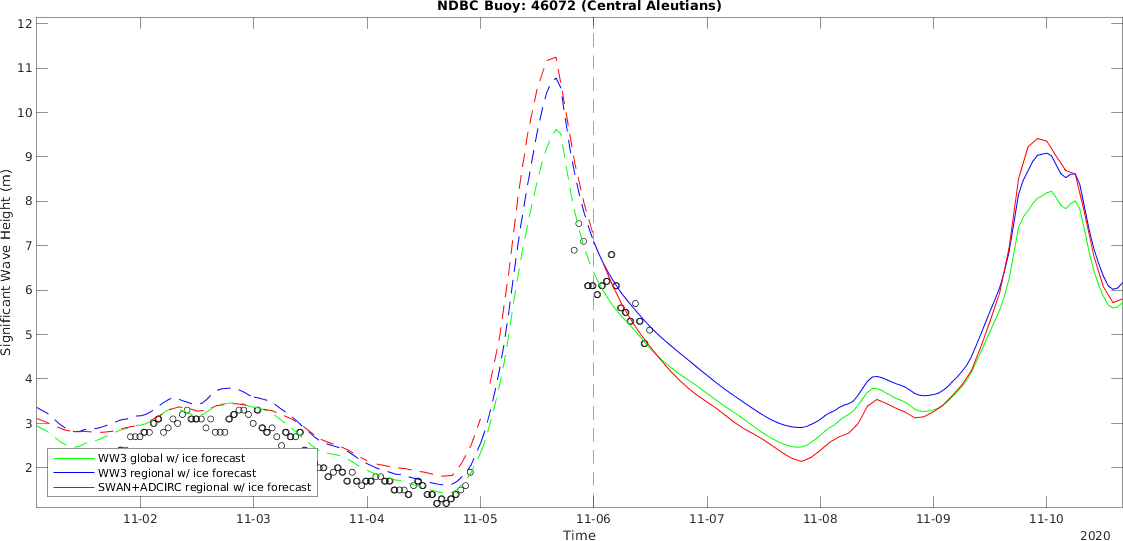 NDBC Buoy: 46072 (Central Aleutians)
12
11
10
9
8
7
6
5
4
3
2
Significant Wave Height (m)
WW3 global w/ ice forecast
WW3 regional w/ ice forecast
SWAN+ADCIRC regional w/ ice forecast
11-02 11-03 11-04 11-05 11-06 11-07 11-08 11-09 11-10
Time
2020